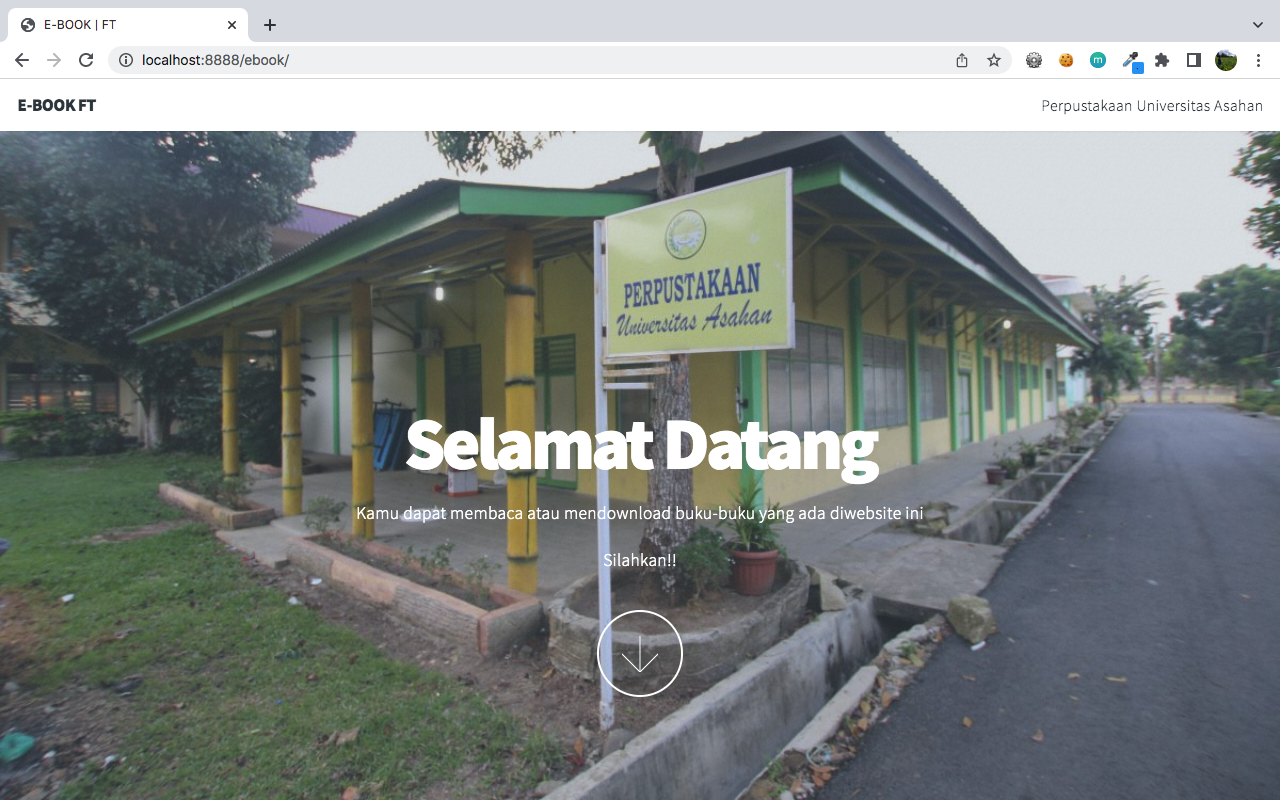 E-BOOK | FT
localhost:8888/ebook/
m
E-BOOK FT
Perpustakaan Universitas Asahan
PERPUSTAKAAN
Universitas Asahan
Selamat Datang
Kamu dapat membaca atau mendownload buku-buku yang ada diwebsite ini
Silahkan!!